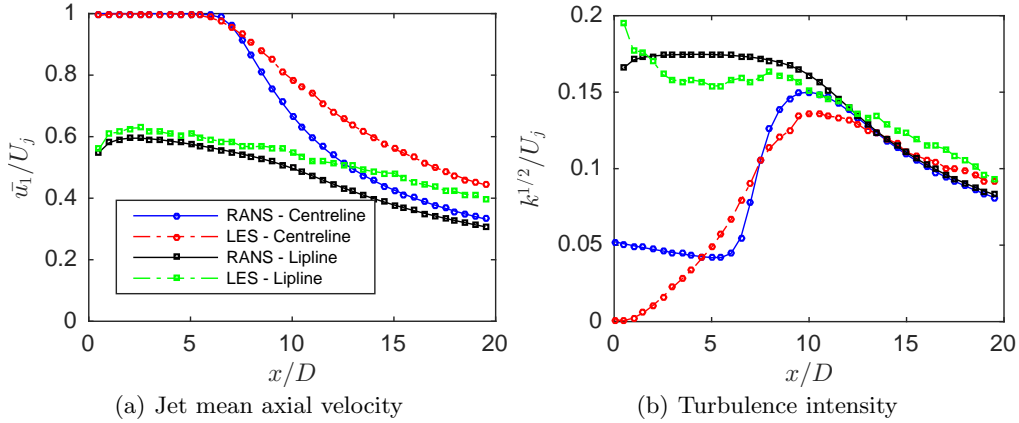 1
0.8
0.6
0.4
0.2
0
ū₁/U_j
RANS - Centreline
LES - Centreline
RANS - Lipline
LES - Lipline
0 5 10 15 20
x/D
(a) Jet mean axial velocity
0.2
0.15
0.1
0.05
0
k^{1/2}/U_j
0 5 10 15 20
x/D
(b) Turbulence intensity